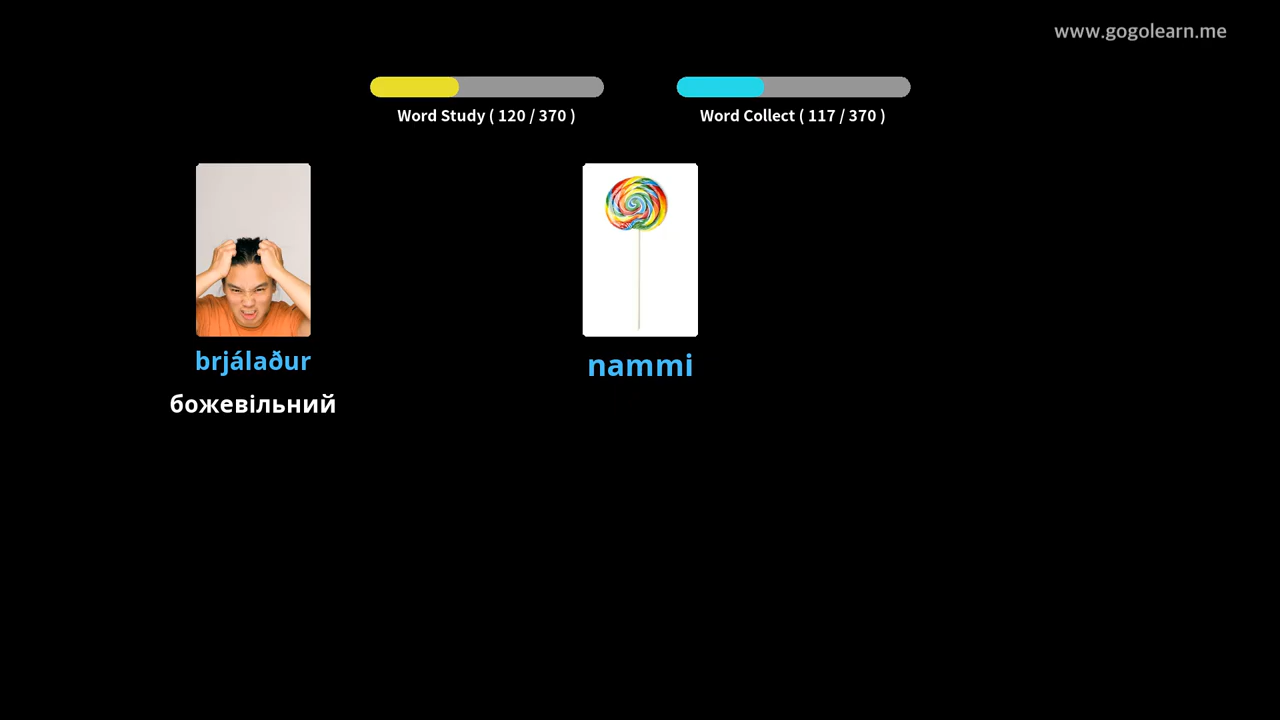 www.gogolearn.me
Word Study ( 120 / 370 )
Word Collect ( 117 / 370 )
brjálaður
божевільний
nammi